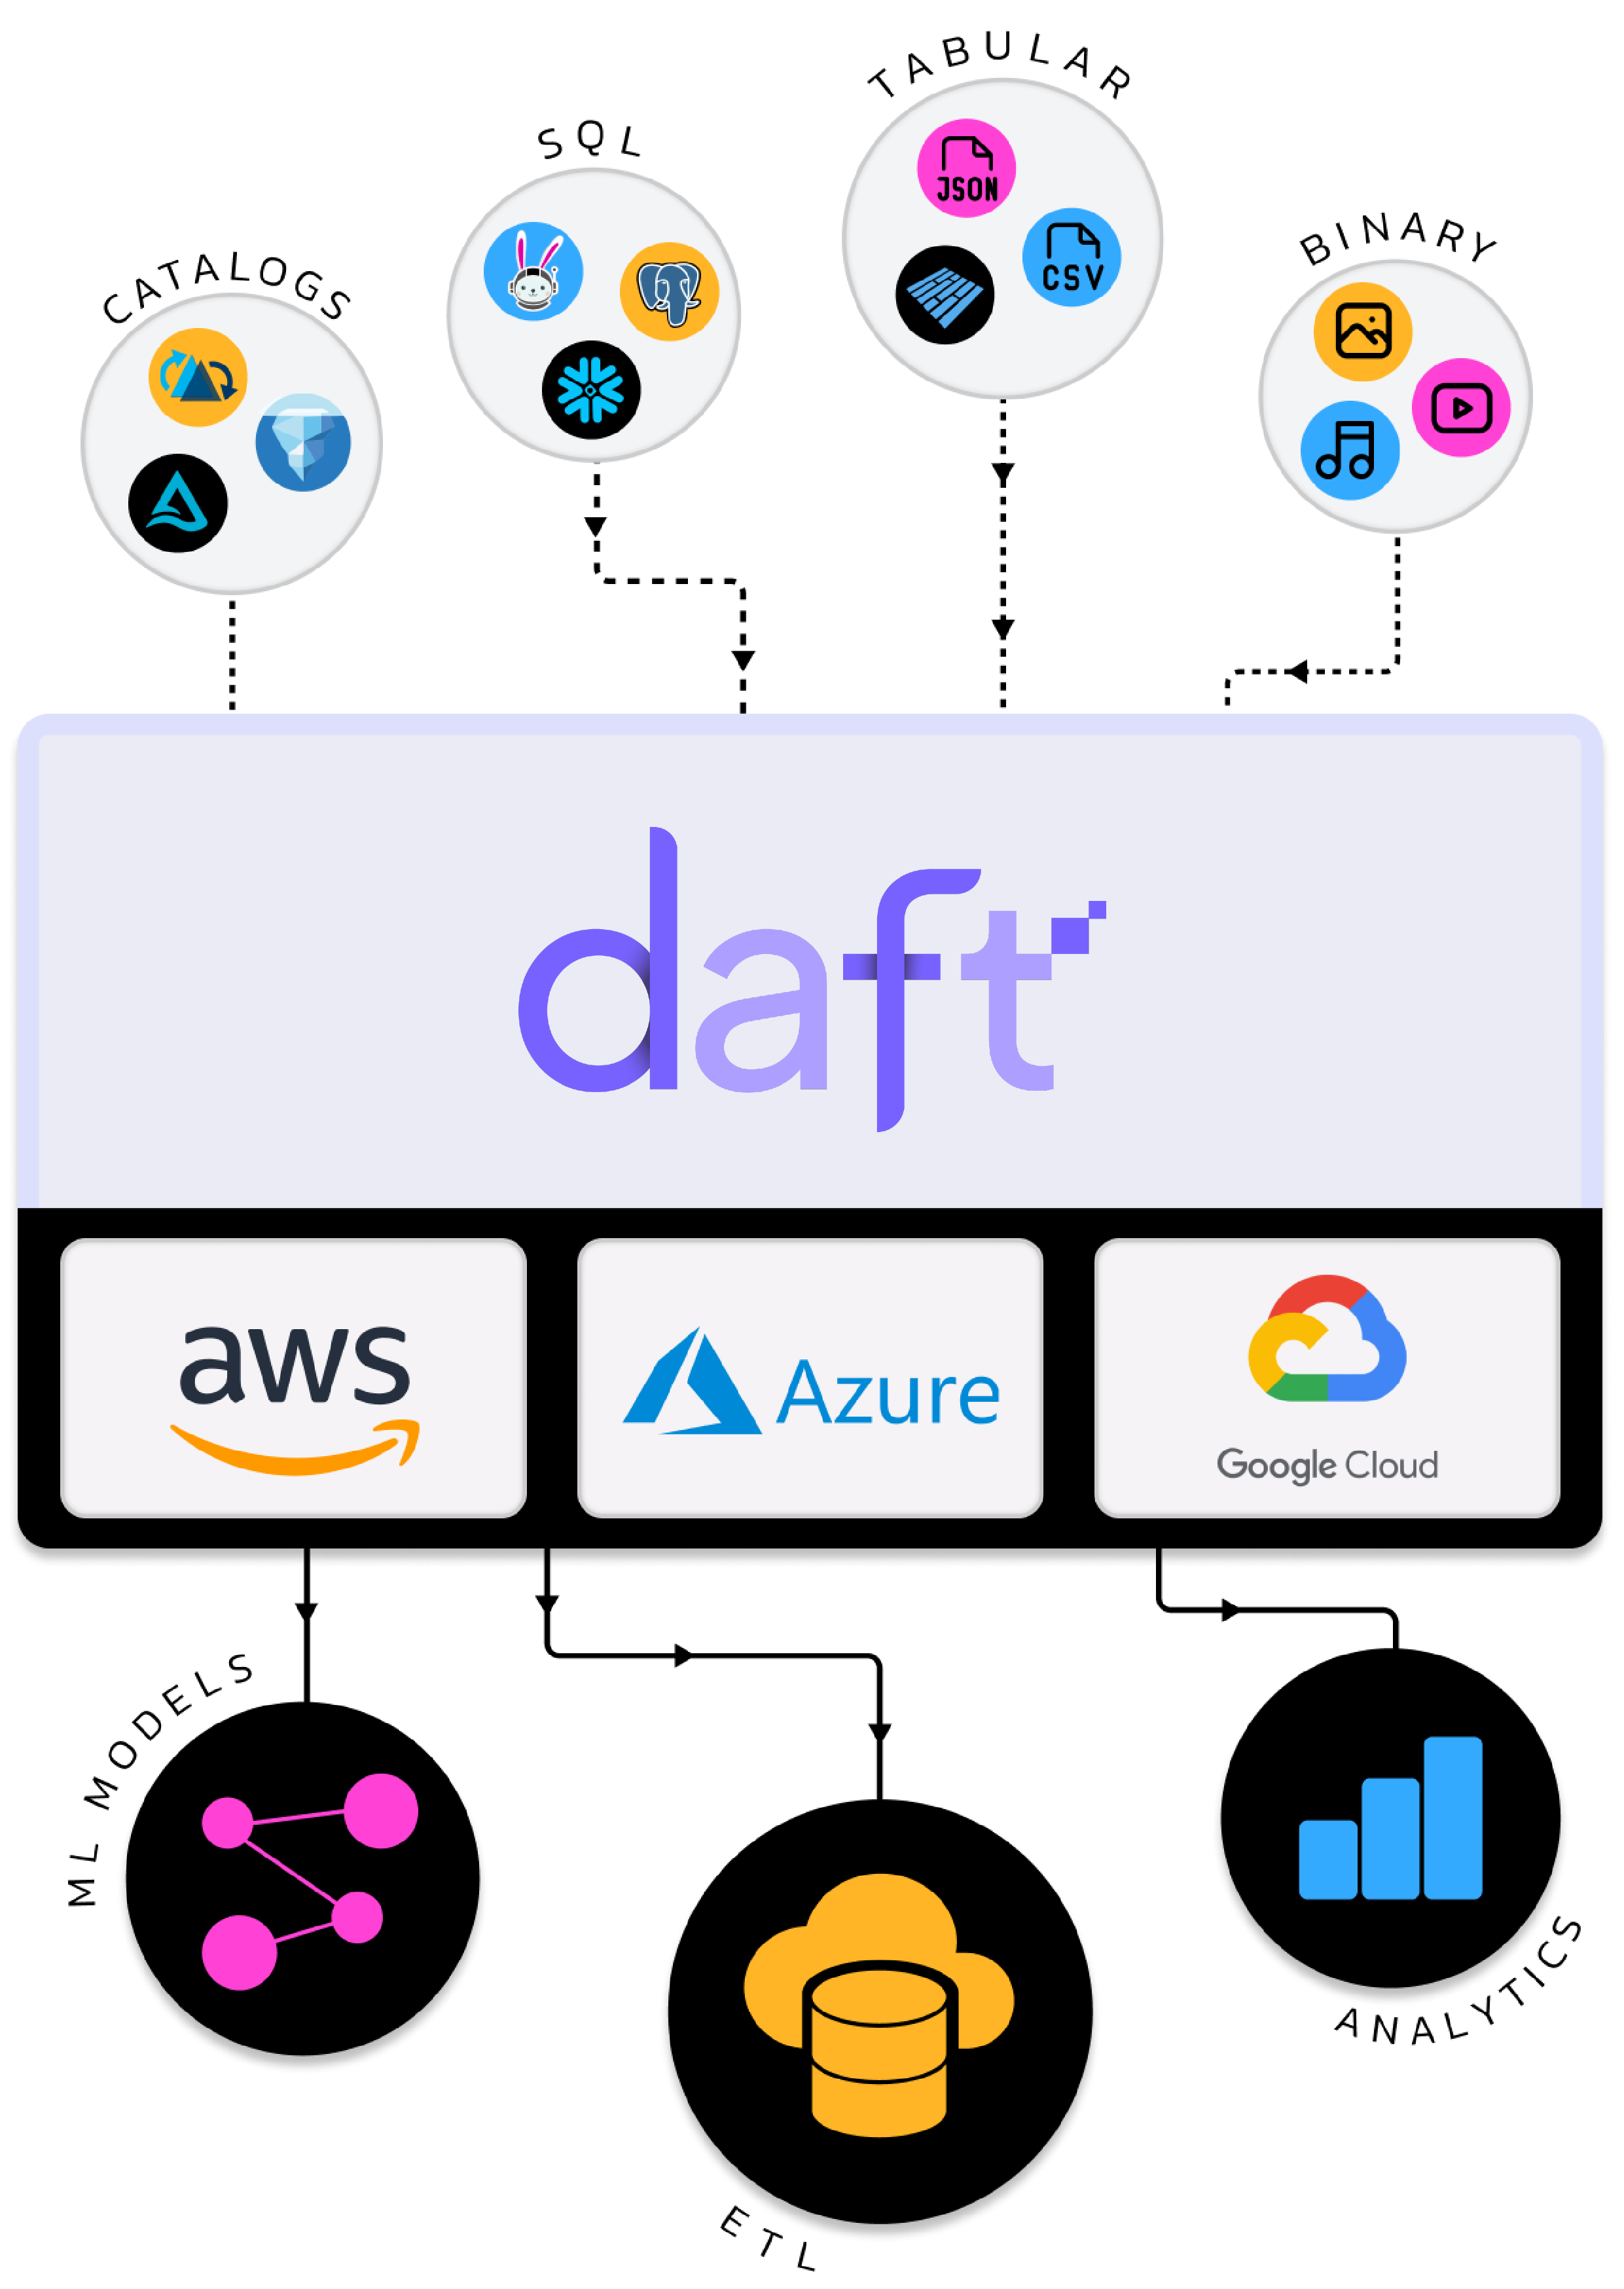 TABULAR
SQL
JSON
CSV
BINARY
CATALOGS
daft
aws
Azure
Google Cloud
ML MODELS
ANALYTICS
ETL